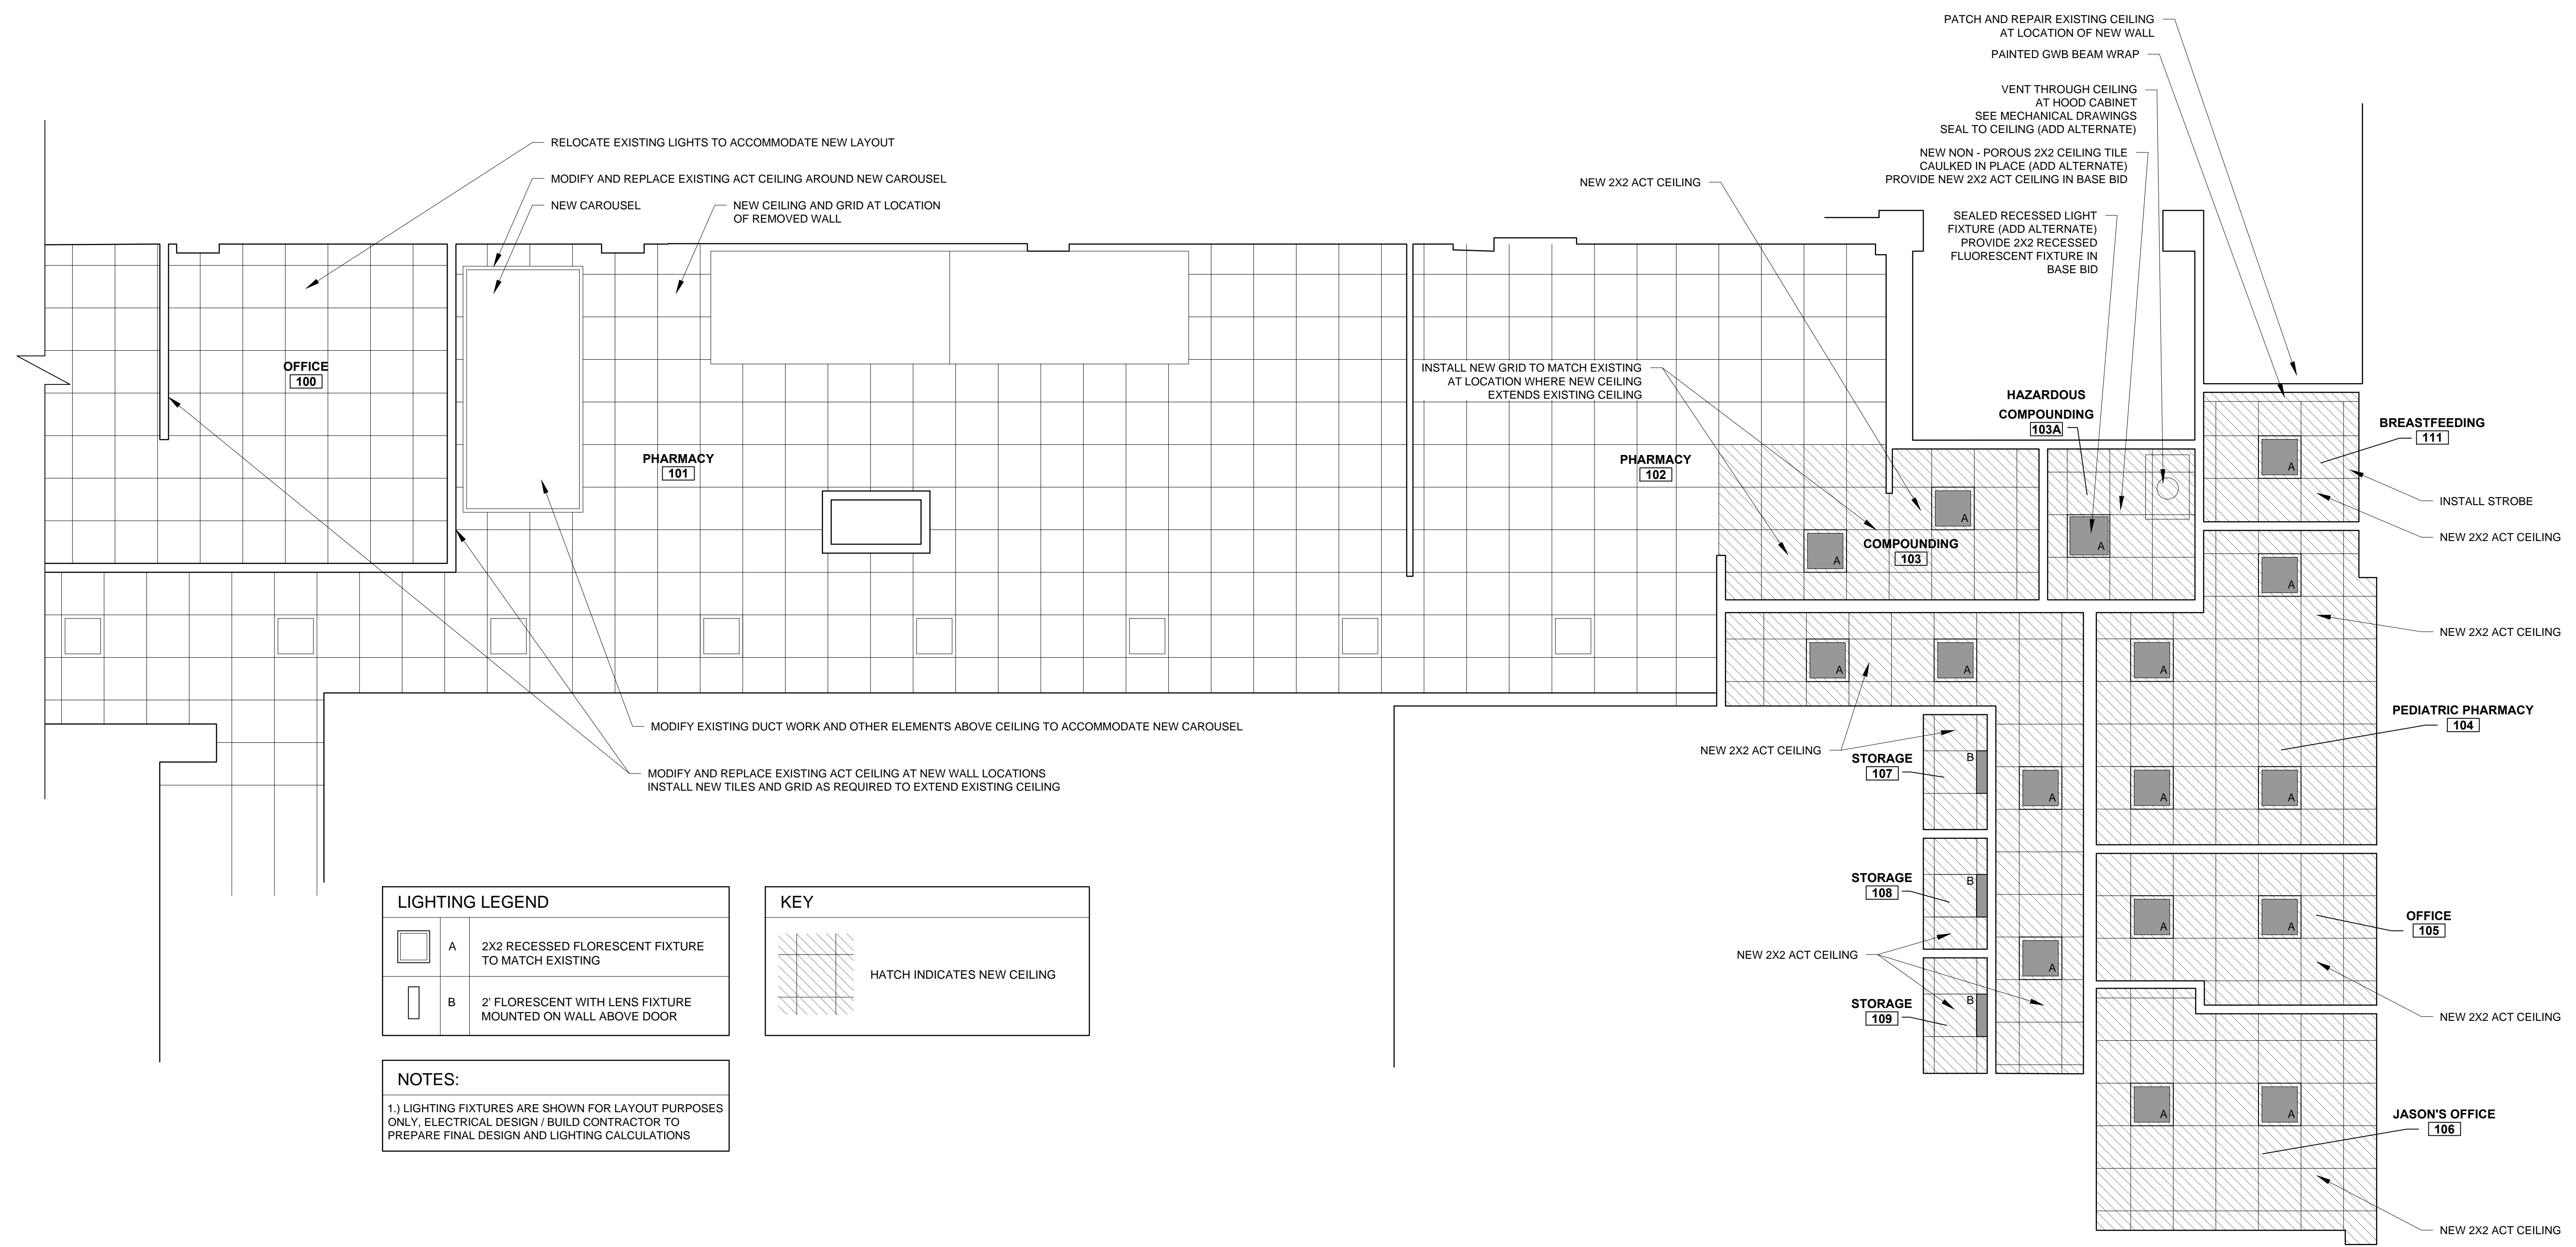 PATCH AND REPAIR EXISTING CEILING
AT LOCATION OF NEW WALL
PAINTED GWB BEAM WRAP
VENT THROUGH CEILING
AT HOOD CABINET
SEE MECHANICAL DRAWINGS
SEAL TO CEILING (ADD ALTERNATE)
NEW NON - POROUS 2X2 CEILING TILE
CAULKED IN PLACE (ADD ALTERNATE)
PROVIDE NEW 2X2 ACT CEILING IN BASE BID
SEALED RECESSED LIGHT
FIXTURE (ADD ALTERNATE)
PROVIDE 2X2 RECESSED
FLUORESCENT FIXTURE IN
BASE BID
RELOCATE EXISTING LIGHTS TO ACCOMMODATE NEW LAYOUT
MODIFY AND REPLACE EXISTING ACT CEILING AROUND NEW CAROUSEL
NEW CAROUSEL
NEW CEILING AND GRID AT LOCATION
OF REMOVED WALL
NEW 2X2 ACT CEILING
OFFICE
100
PHARMACY
101
INSTALL NEW GRID TO MATCH EXISTING
AT LOCATION WHERE NEW CEILING
EXTENDS EXISTING CEILING
PHARMACY
102
COMPOUNDING
103
A
A
HAZARDOUS
COMPOUNDING
103A
A
BREASTFEEDING
111
A
INSTALL STROBE
NEW 2X2 ACT CEILING
A
NEW 2X2 ACT CEILING
A
A
A
PEDIATRIC PHARMACY
104
A
A
A
A
MODIFY EXISTING DUCT WORK AND OTHER ELEMENTS ABOVE CEILING TO ACCOMMODATE NEW CAROUSEL
MODIFY AND REPLACE EXISTING ACT CEILING AT NEW WALL LOCATIONS
INSTALL NEW TILES AND GRID AS REQUIRED TO EXTEND EXISTING CEILING
NEW 2X2 ACT CEILING
STORAGE
107
B
STORAGE
108
B
NEW 2X2 ACT CEILING
STORAGE
109
B
A
A
A
OFFICE
105
NEW 2X2 ACT CEILING
A
A
JASON'S OFFICE
106
NEW 2X2 ACT CEILING
LIGHTING LEGEND
A
2X2 RECESSED FLORESCENT FIXTURE
TO MATCH EXISTING
B
2' FLORESCENT WITH LENS FIXTURE
MOUNTED ON WALL ABOVE DOOR
KEY
HATCH INDICATES NEW CEILING
NOTES:
1.) LIGHTING FIXTURES ARE SHOWN FOR LAYOUT PURPOSES
ONLY, ELECTRICAL DESIGN / BUILD CONTRACTOR TO
PREPARE FINAL DESIGN AND LIGHTING CALCULATIONS